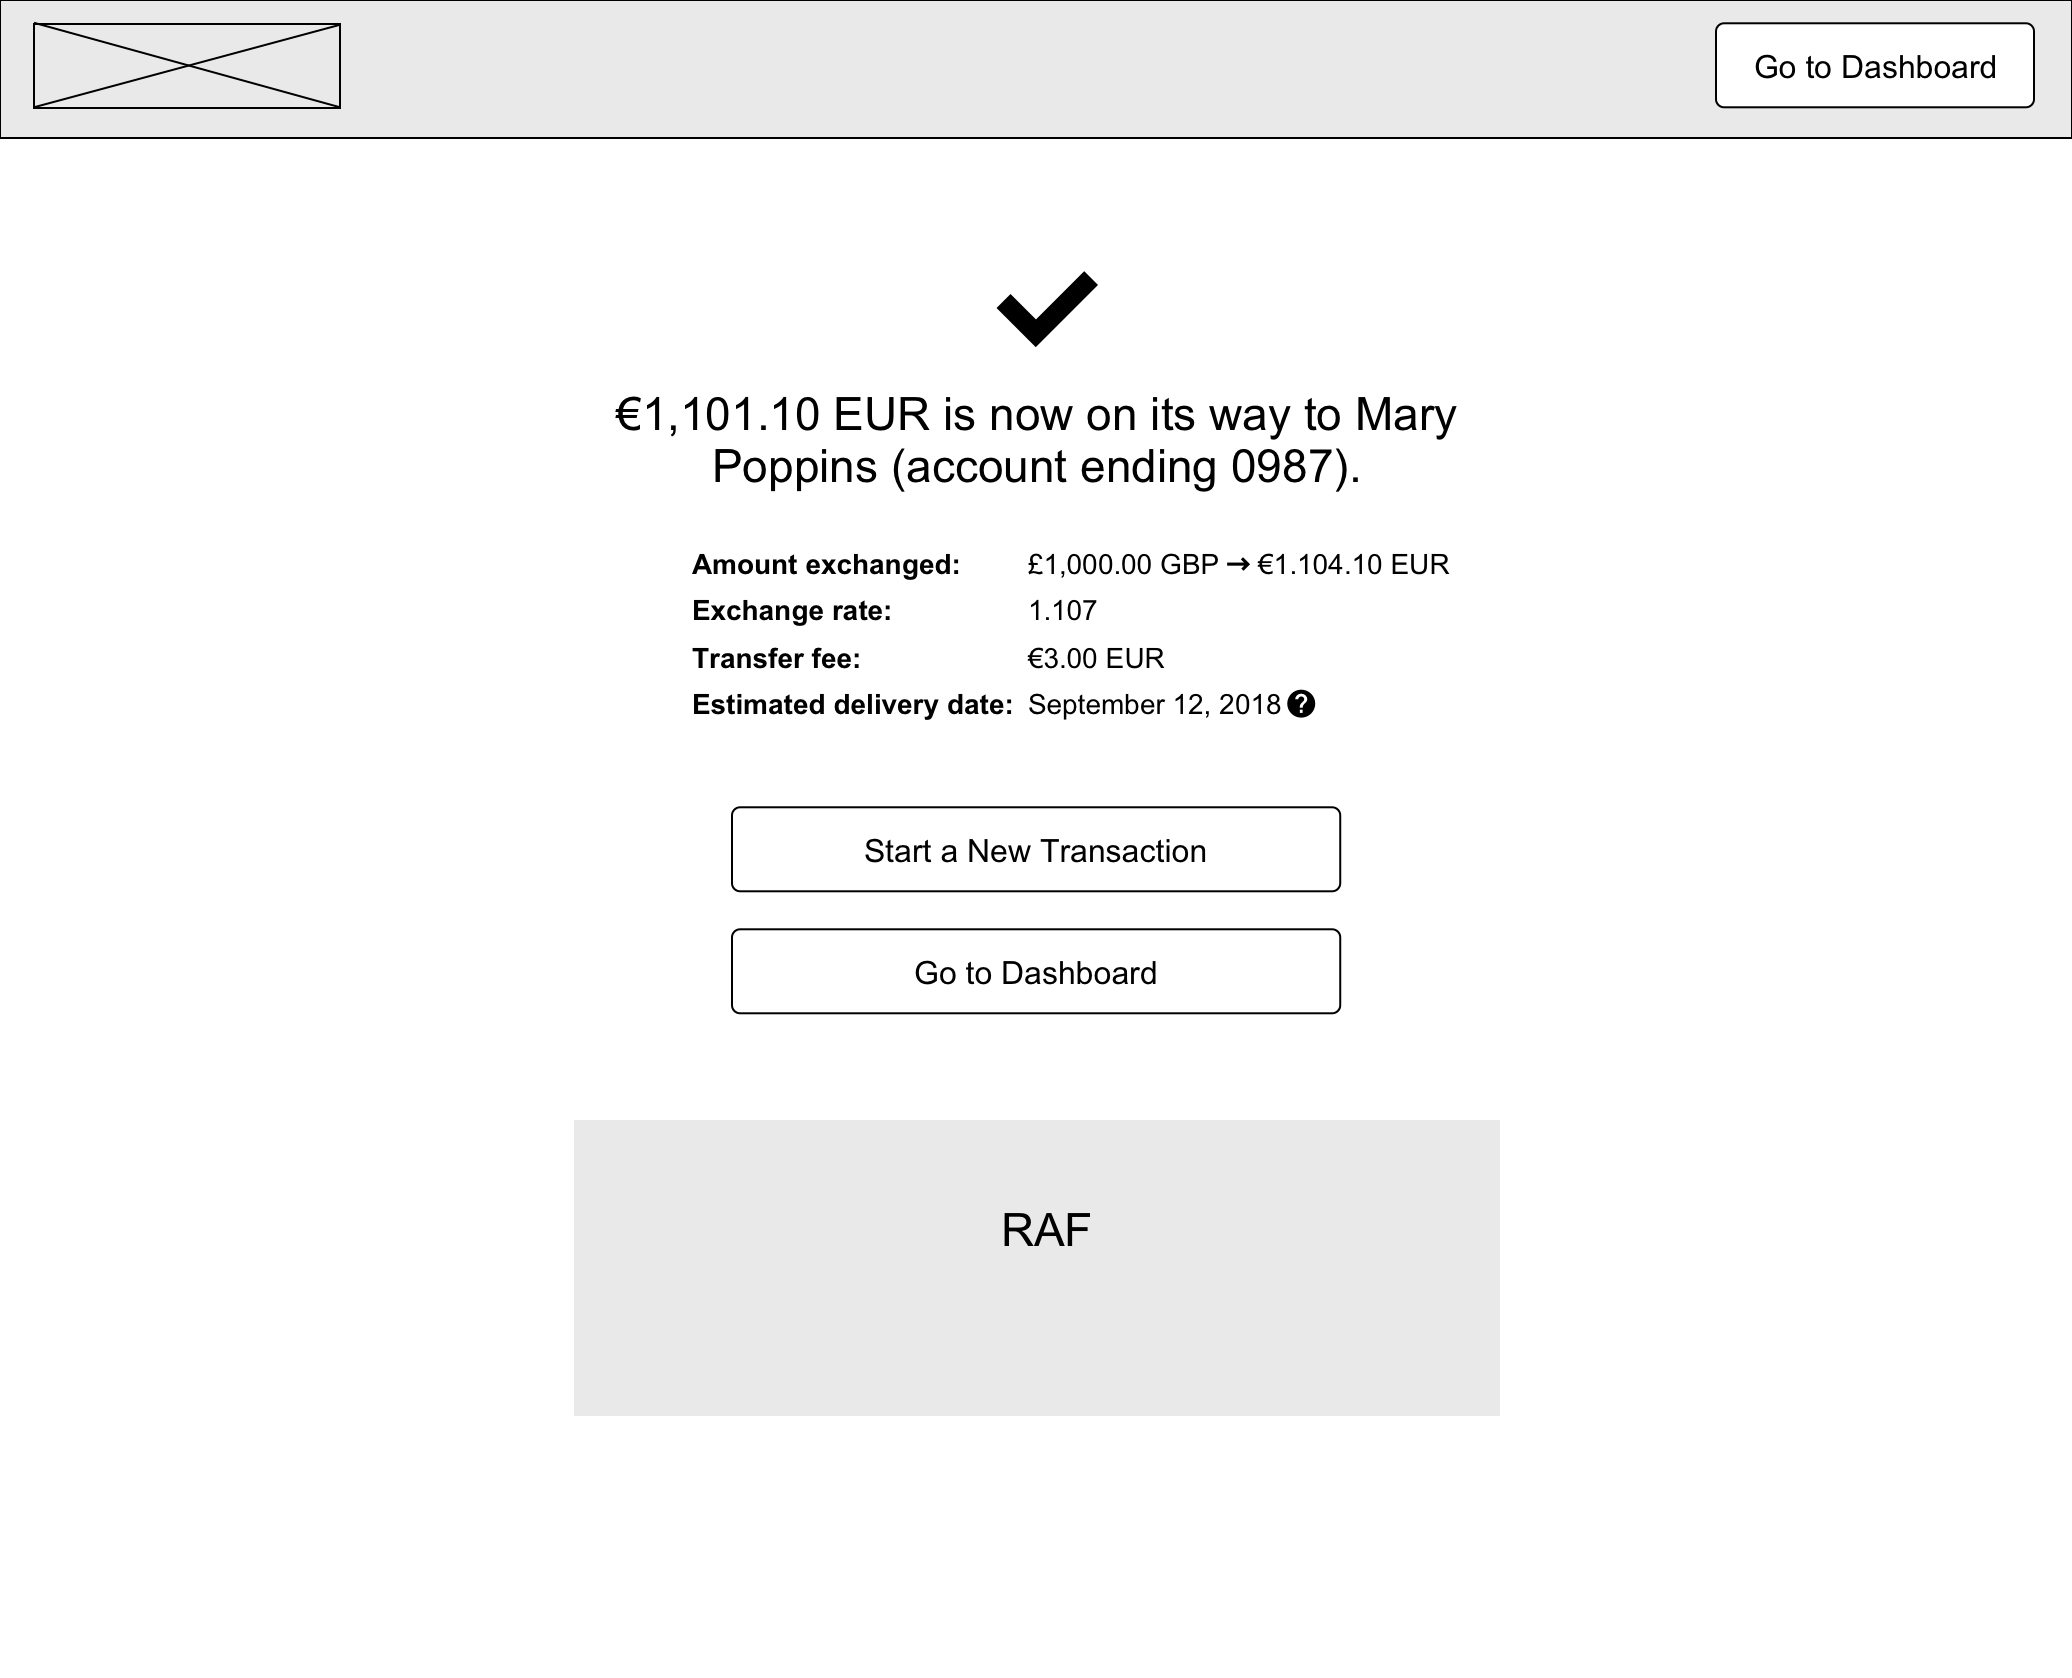 Go to Dashboard
€1,101.10 EUR is now on its way to Mary
Poppins (account ending 0987).
Amount exchanged: £1,000.00 GBP → €1.104.10 EUR
Exchange rate: 1.107
Transfer fee: €3.00 EUR
Estimated delivery date: September 12, 2018 ?
Start a New Transaction
Go to Dashboard
RAF